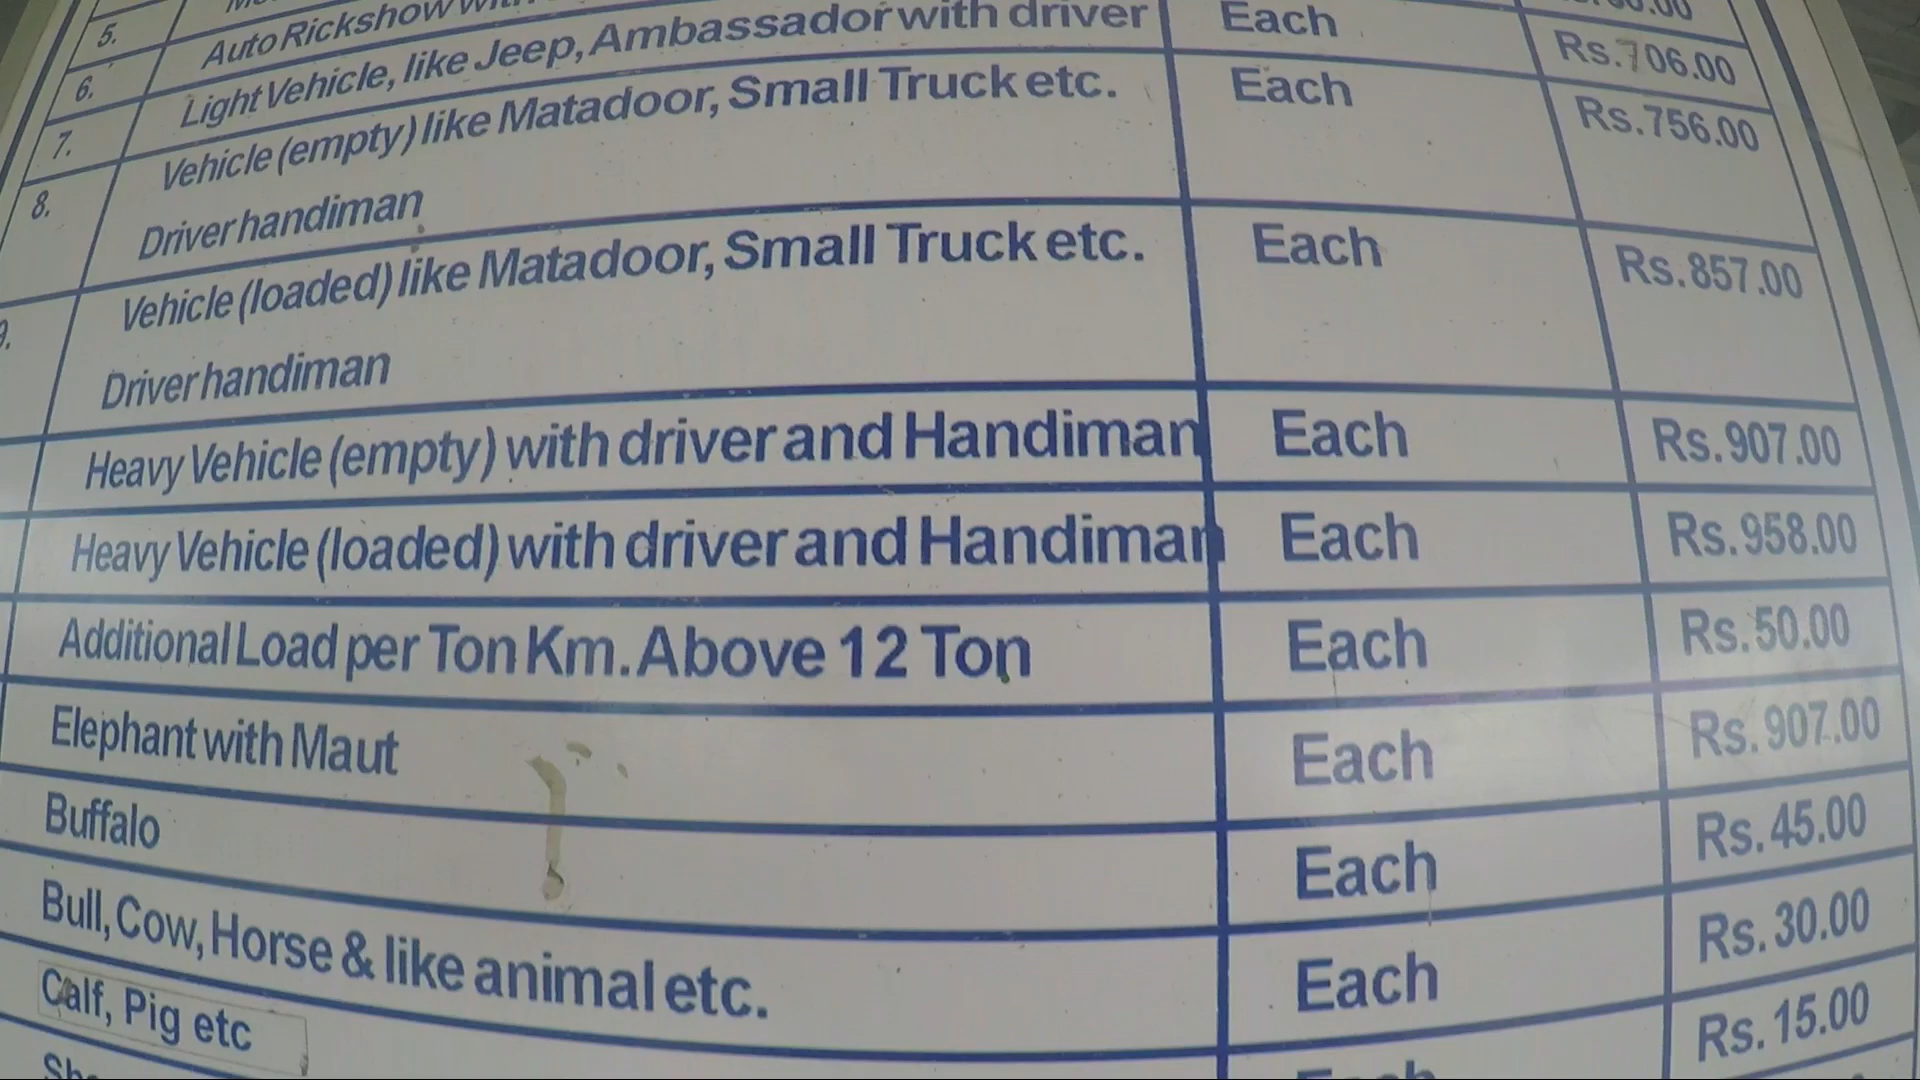 5. Auto Rickshow
6. Light Vehicle, like Jeep, Ambassador with driver Each Rs.706.00
7. Vehicle (empty) like Matadoor, Small Truck etc. Each Rs.756.00
Driver handiman
8. Vehicle (loaded) like Matadoor, Small Truck etc. Each Rs.857.00
Driver handiman
9. Heavy Vehicle (empty) with driver and Handiman Each Rs.907.00
Heavy Vehicle (loaded) with driver and Handiman Each Rs.958.00
Additional Load per Ton Km. Above 12 Ton Each Rs.50.00
Elephant with Maut Each Rs.907.00
Buffalo Each Rs.45.00
Bull, Cow, Horse & like animal etc. Each Rs.30.00
Calf, Pig etc Each Rs.15.00